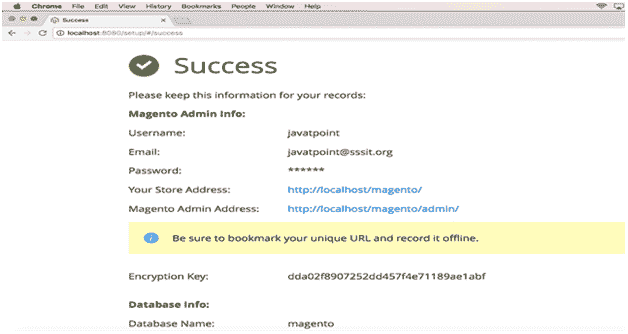 Chrome File Edit View History Bookmarks People Window Help
Success
localhost:8080/setup/#/success
Success
Please keep this information for your records:
Magento Admin Info:
Username: javatpoint
Email: javatpoint@sssit.org
Password: ******
Your Store Address: http://localhost/magento/
Magento Admin Address: http://localhost/magento/admin/
Be sure to bookmark your unique URL and record it offline.
Encryption Key: dda02f8907252dd457f4e71189ae1abf
Database Info:
Database Name: magento